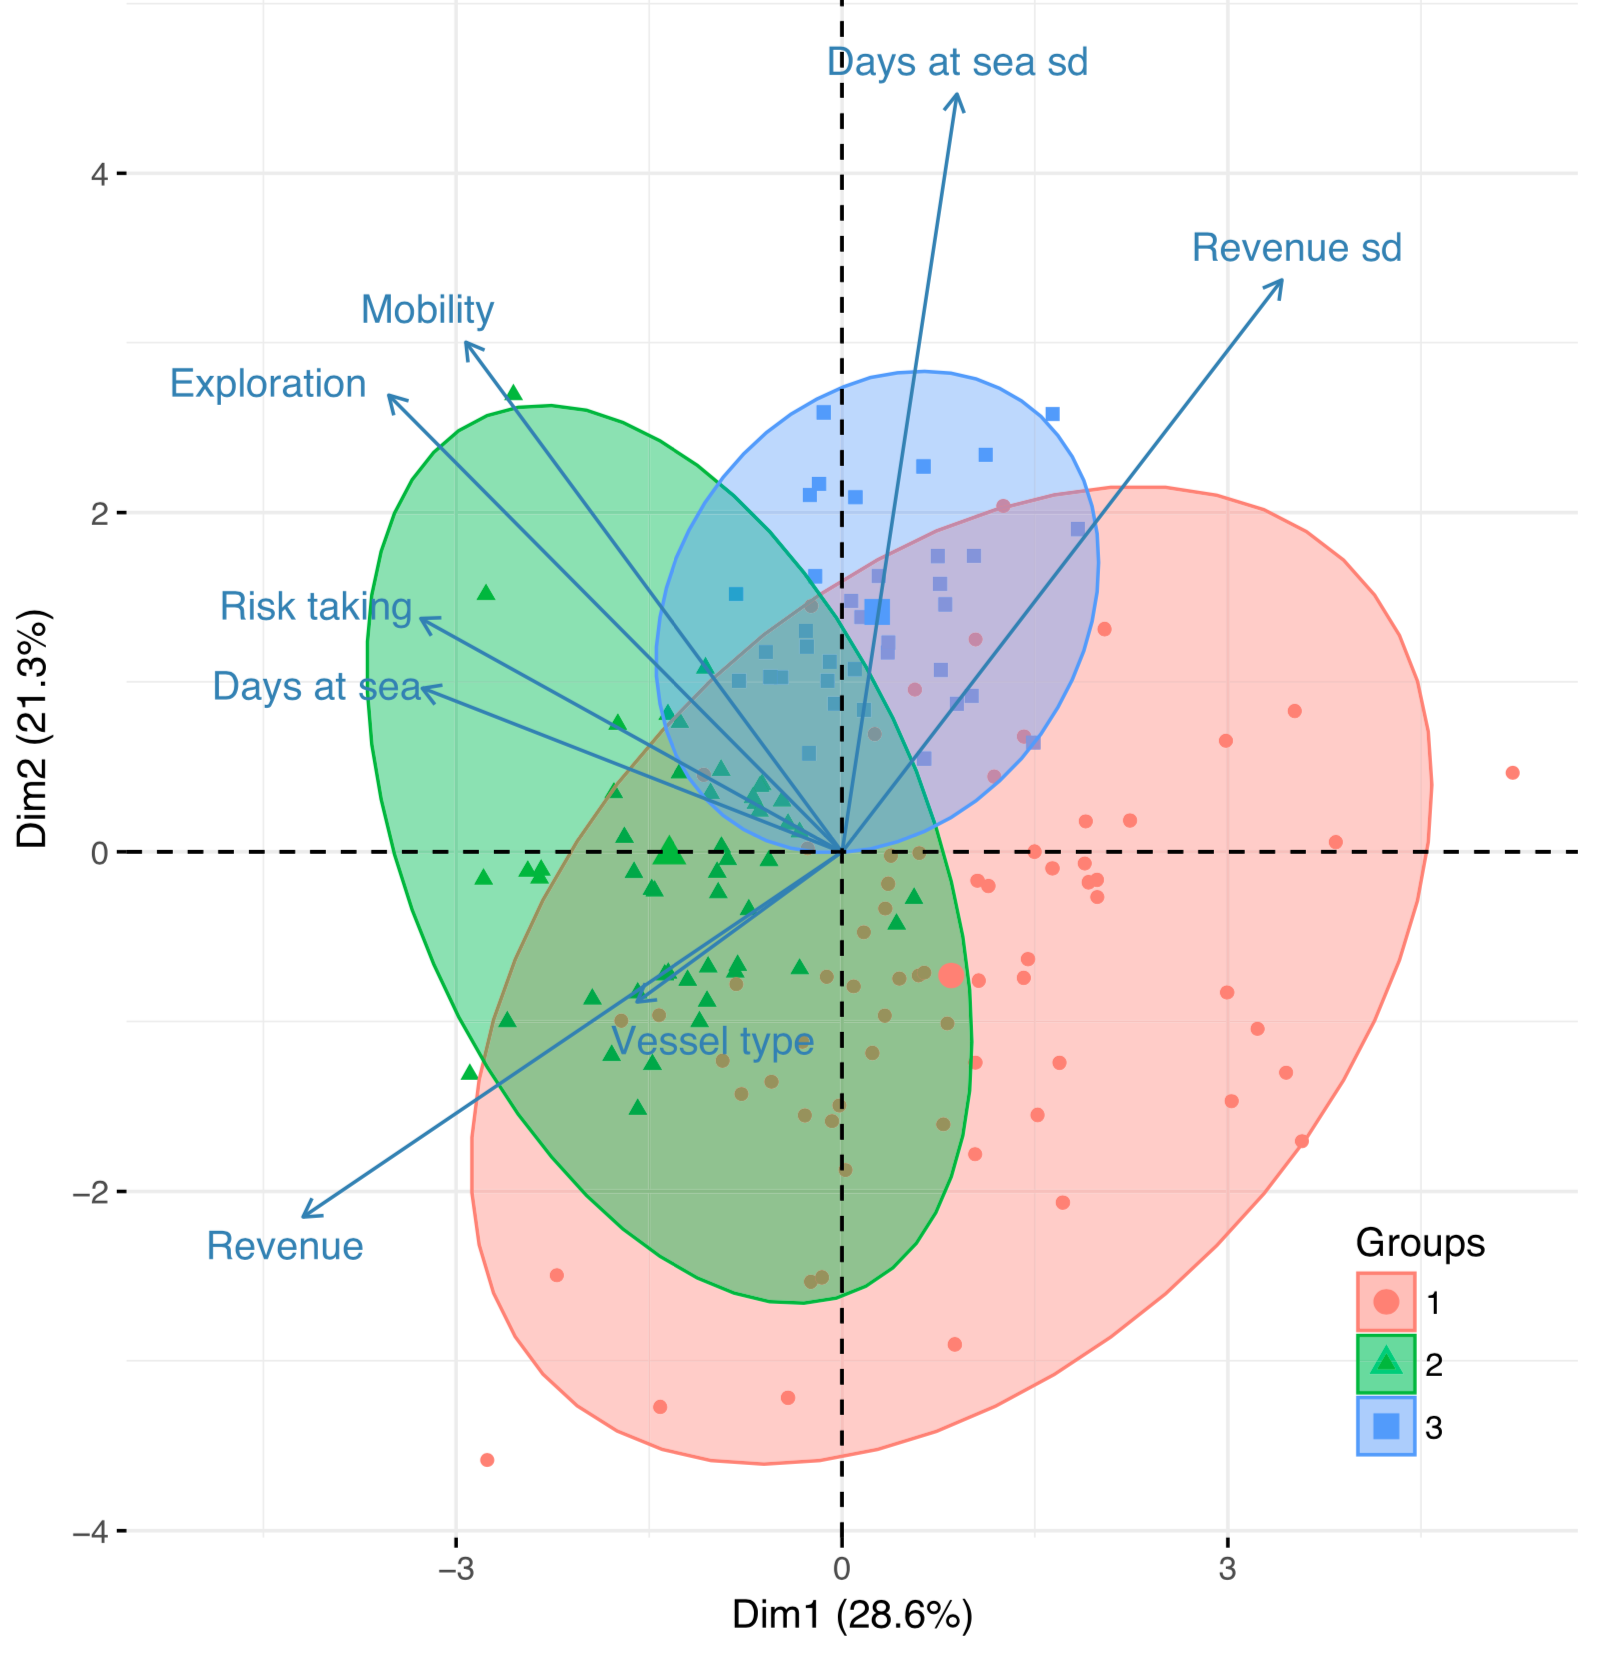 Days at sea sd
4
Revenue sd
Mobility
Exploration
2
Risk taking
Days at sea
Dim2 (21.3%)
0
Vessel type
−2
Revenue
Groups
1
2
3
−4
−3
0
3
Dim1 (28.6%)